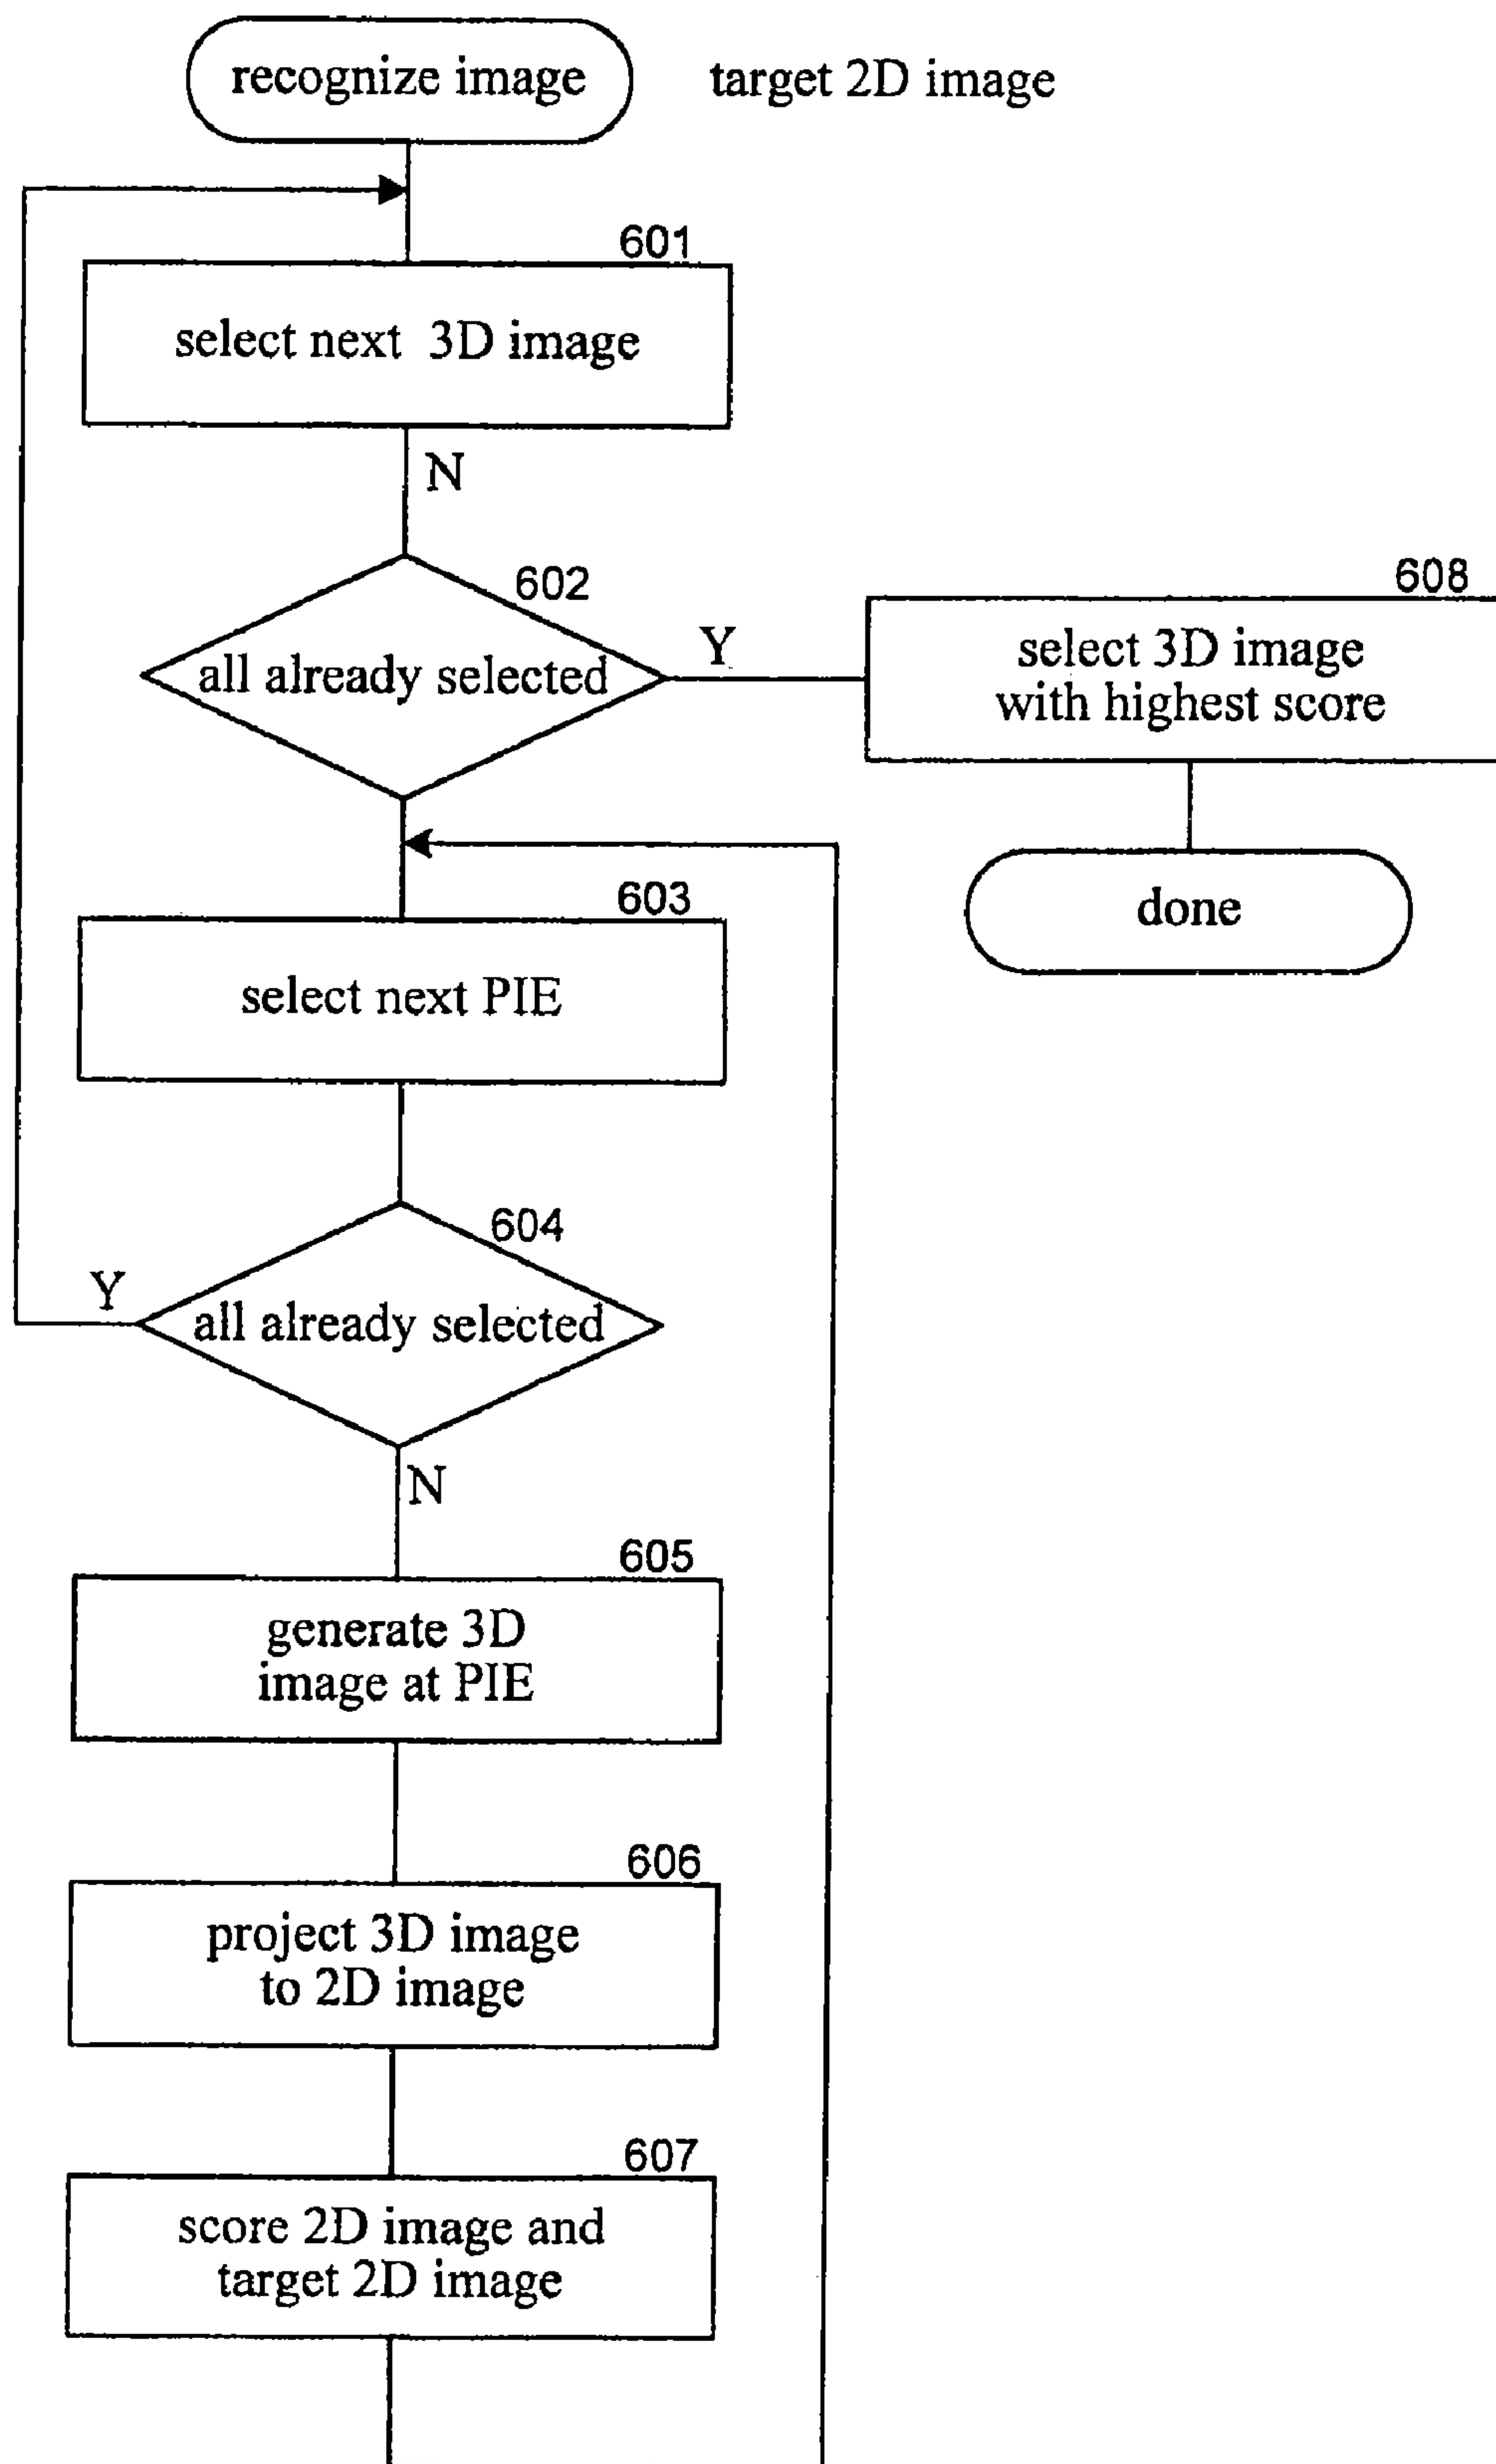 recognize image
target 2D image
601
select next 3D image
N
602
all already selected
Y
608
select 3D image
with highest score
603
done
select next PIE
604
Y
all already selected
N
605
generate 3D
image at PIE
606
project 3D image
to 2D image
607
score 2D image and
target 2D image